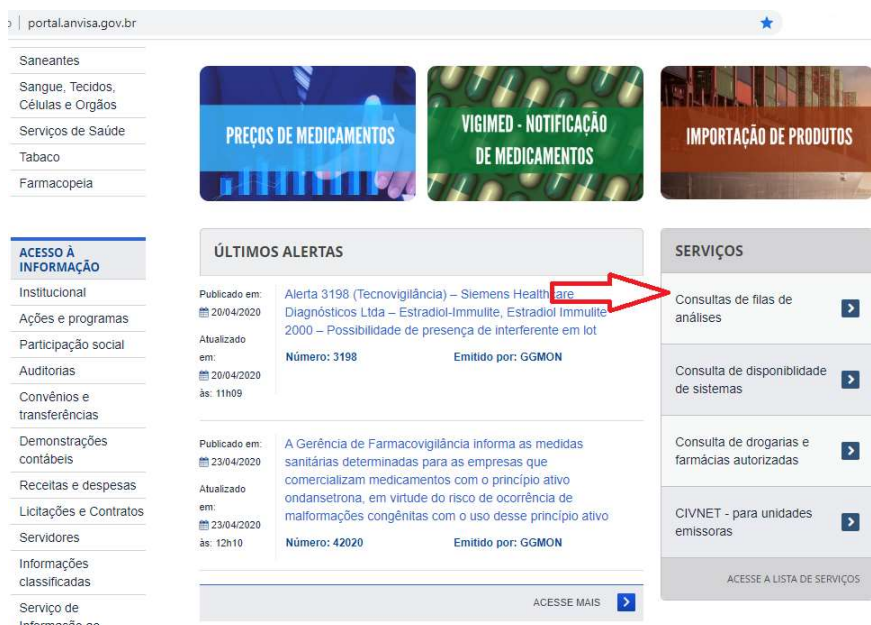 portal.anvisa.gov.br
Saneantes
Sangue, Tecidos,
Células e Orgãos
Serviços de Saúde
Tabaco
Farmacopeia
ACESSO À
INFORMAÇÃO
Institucional
Ações e programas
Participação social
Auditorias
Convênios e
transferências
Demonstrações
contábeis
Receitas e despesas
Licitações e Contratos
Servidores
Informações
classificadas
Serviço de
PREÇOS DE MEDICAMENTOS
VIGIMED - NOTIFICAÇÃO
DE MEDICAMENTOS
IMPORTAÇÃO DE PRODUTOS
ÚLTIMOS ALERTAS
Publicado em:
20/04/2020
Atualizado
em:
20/04/2020
às: 11h09
Alerta 3198 (Tecnovigilância) – Siemens Healthcare
Diagnósticos Ltda – Estradiol-Immulite, Estradiol Immulite
2000 – Possibilidade de presença de interferente em lot
Número: 3198 Emitido por: GGMON
Publicado em:
23/04/2020
Atualizado
em:
23/04/2020
às: 12h10
A Gerência de Farmacovigilância informa as medidas
sanitárias determinadas para as empresas que
comercializam medicamentos com o princípio ativo
ondansetrona, em virtude do risco de ocorrência de
malformações congênitas com o uso desse princípio ativo
Número: 42020 Emitido por: GGMON
ACESSE MAIS
SERVIÇOS
Consultas de filas de
análises
Consulta de disponiblidade
de sistemas
Consulta de drogarias e
farmácias autorizadas
CIVNET - para unidades
emissoras
ACESSE A LISTA DE SERVIÇOS